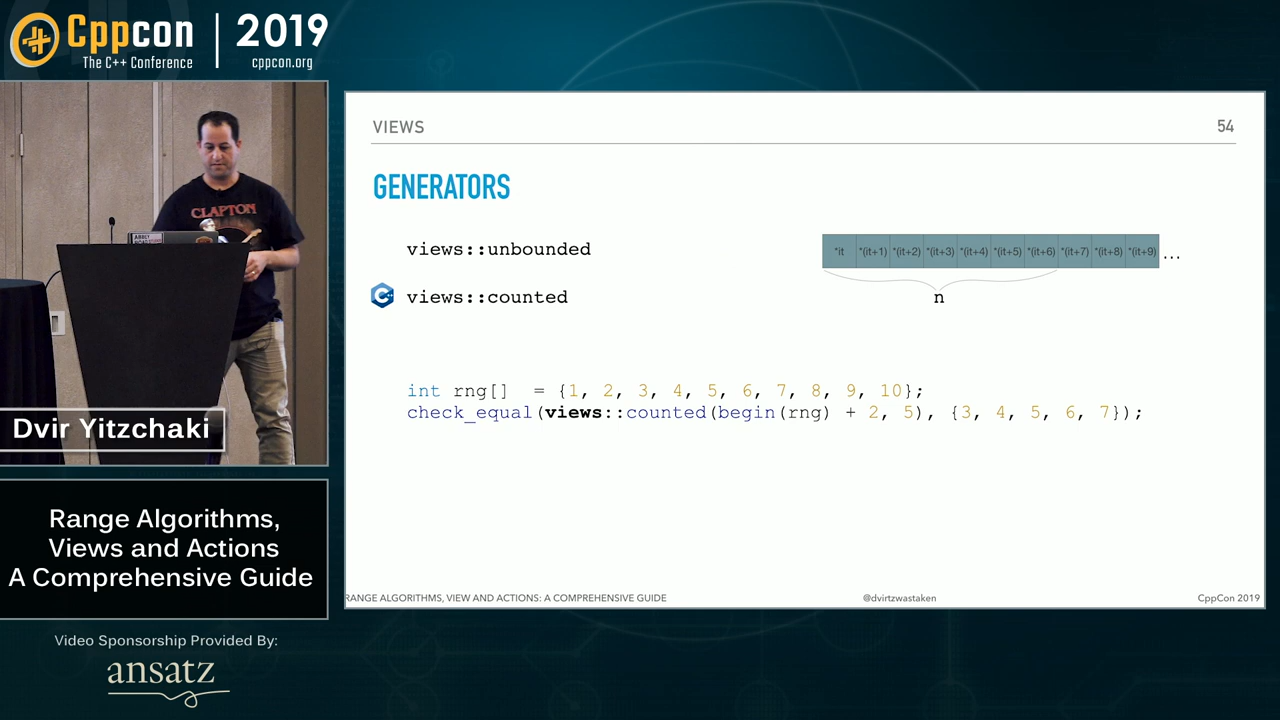 Cppcon
The C++ Conference
2019
cppcon.org
CLAPTON
Dvir Yitzchaki
Range Algorithms,
Views and Actions
A Comprehensive Guide
Video Sponsorship Provided By:
ansatz
VIEWS
54
GENERATORS
views::unbounded
*it *(it+1) *(it+2) *(it+3) *(it+4) *(it+5) *(it+6) *(it+7) *(it+8) *(it+9) ...
n
views::counted
int rng[]  = {1, 2, 3, 4, 5, 6, 7, 8, 9, 10};
check_equal(views::counted(begin(rng) + 2, 5), {3, 4, 5, 6, 7});
RANGE ALGORITHMS, VIEW AND ACTIONS: A COMPREHENSIVE GUIDE
@dvirtzwastaken
CppCon 2019